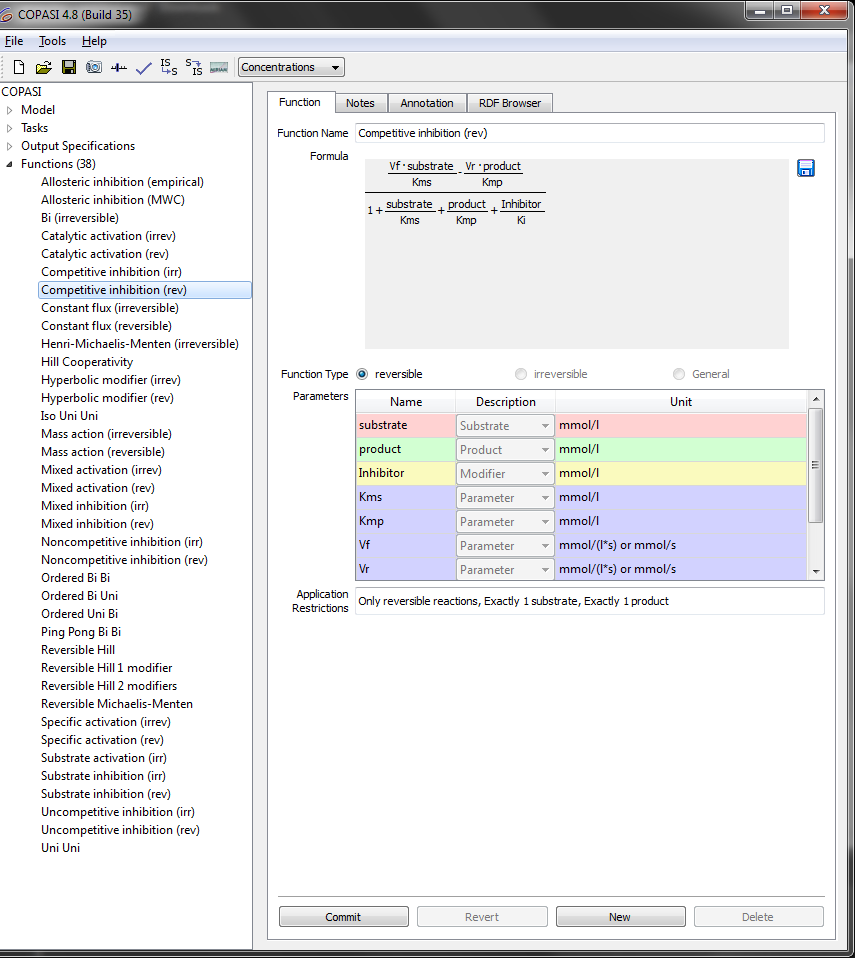 COPASI 4.8 (Build 35)
File Tools Help
IS S
S IS
Concentrations
COPASI
Model
Tasks
Output Specifications
Functions (38)
Allosteric inhibition (empirical)
Allosteric inhibition (MWC)
Bi (irreversible)
Catalytic activation (irrev)
Catalytic activation (rev)
Competitive inhibition (irr)
Competitive inhibition (rev)
Constant flux (irreversible)
Constant flux (reversible)
Henri-Michaelis-Menten (irreversible)
Hill Cooperativity
Hyperbolic modifier (irrev)
Hyperbolic modifier (rev)
Iso Uni Uni
Mass action (irreversible)
Mass action (reversible)
Mixed activation (irrev)
Mixed activation (rev)
Mixed inhibition (irr)
Mixed inhibition (rev)
Noncompetitive inhibition (irr)
Noncompetitive inhibition (rev)
Ordered Bi Bi
Ordered Bi Uni
Ordered Uni Bi
Ping Pong Bi Bi
Reversible Hill
Reversible Hill 1 modifier
Reversible Hill 2 modifiers
Reversible Michaelis-Menten
Specific activation (irrev)
Specific activation (rev)
Substrate activation (irr)
Substrate inhibition (irr)
Substrate inhibition (rev)
Uncompetitive inhibition (irr)
Uncompetitive inhibition (rev)
Uni Uni
Function Notes Annotation RDF Browser
Function Name Competitive inhibition (rev)
Formula
Vf·substrate - Vr·product
Kms Kmp
1 + substrate + product + Inhibitor
Kms Kmp Ki
Function Type reversible irreversible General
Parameters
Name Description Unit
substrate Substrate mmol/l
product Product mmol/l
Inhibitor Modifier mmol/l
Kms Parameter mmol/l
Kmp Parameter mmol/l
Vf Parameter mmol/(l*s) or mmol/s
Vr Parameter mmol/(l*s) or mmol/s
Application
Restrictions
Only reversible reactions, Exactly 1 substrate, Exactly 1 product
Commit Revert New Delete